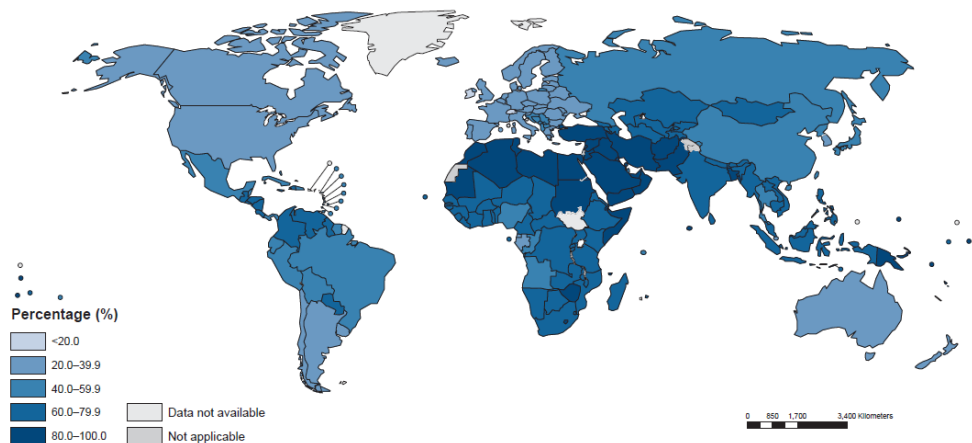 Percentage (%)
<20.0
20.0–39.9
40.0–59.9
60.0–79.9
80.0–100.0
Data not available
Not applicable
0 850 1,700 3,400 Kilometers